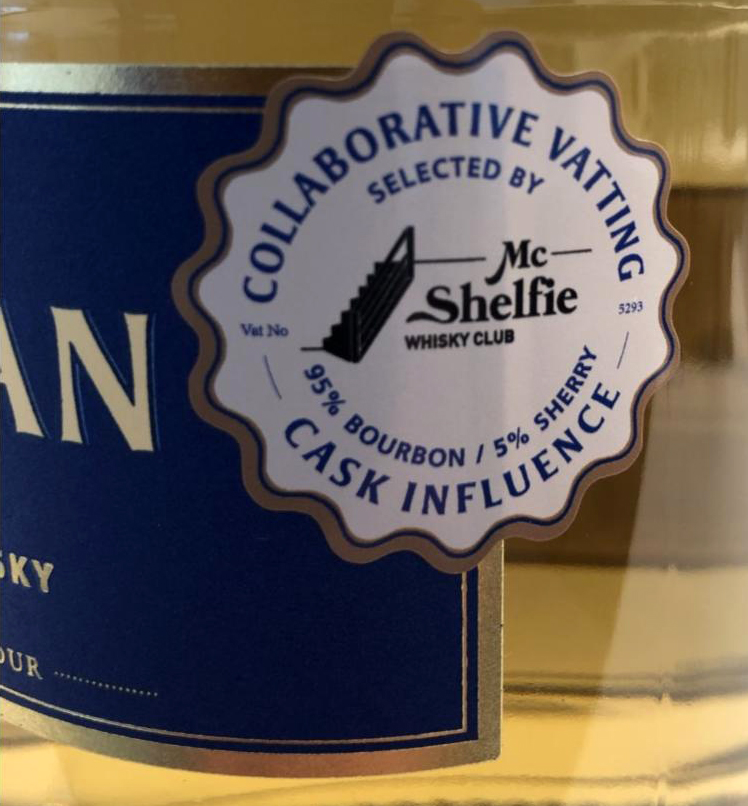 COLLABORATIVE VATTING
SELECTED BY
Mc
Shelfie
WHISKY CLUB
Vat No
5293
95% BOURBON / 5% SHERRY
CASK INFLUENCE
AN
SKY
OUR ................